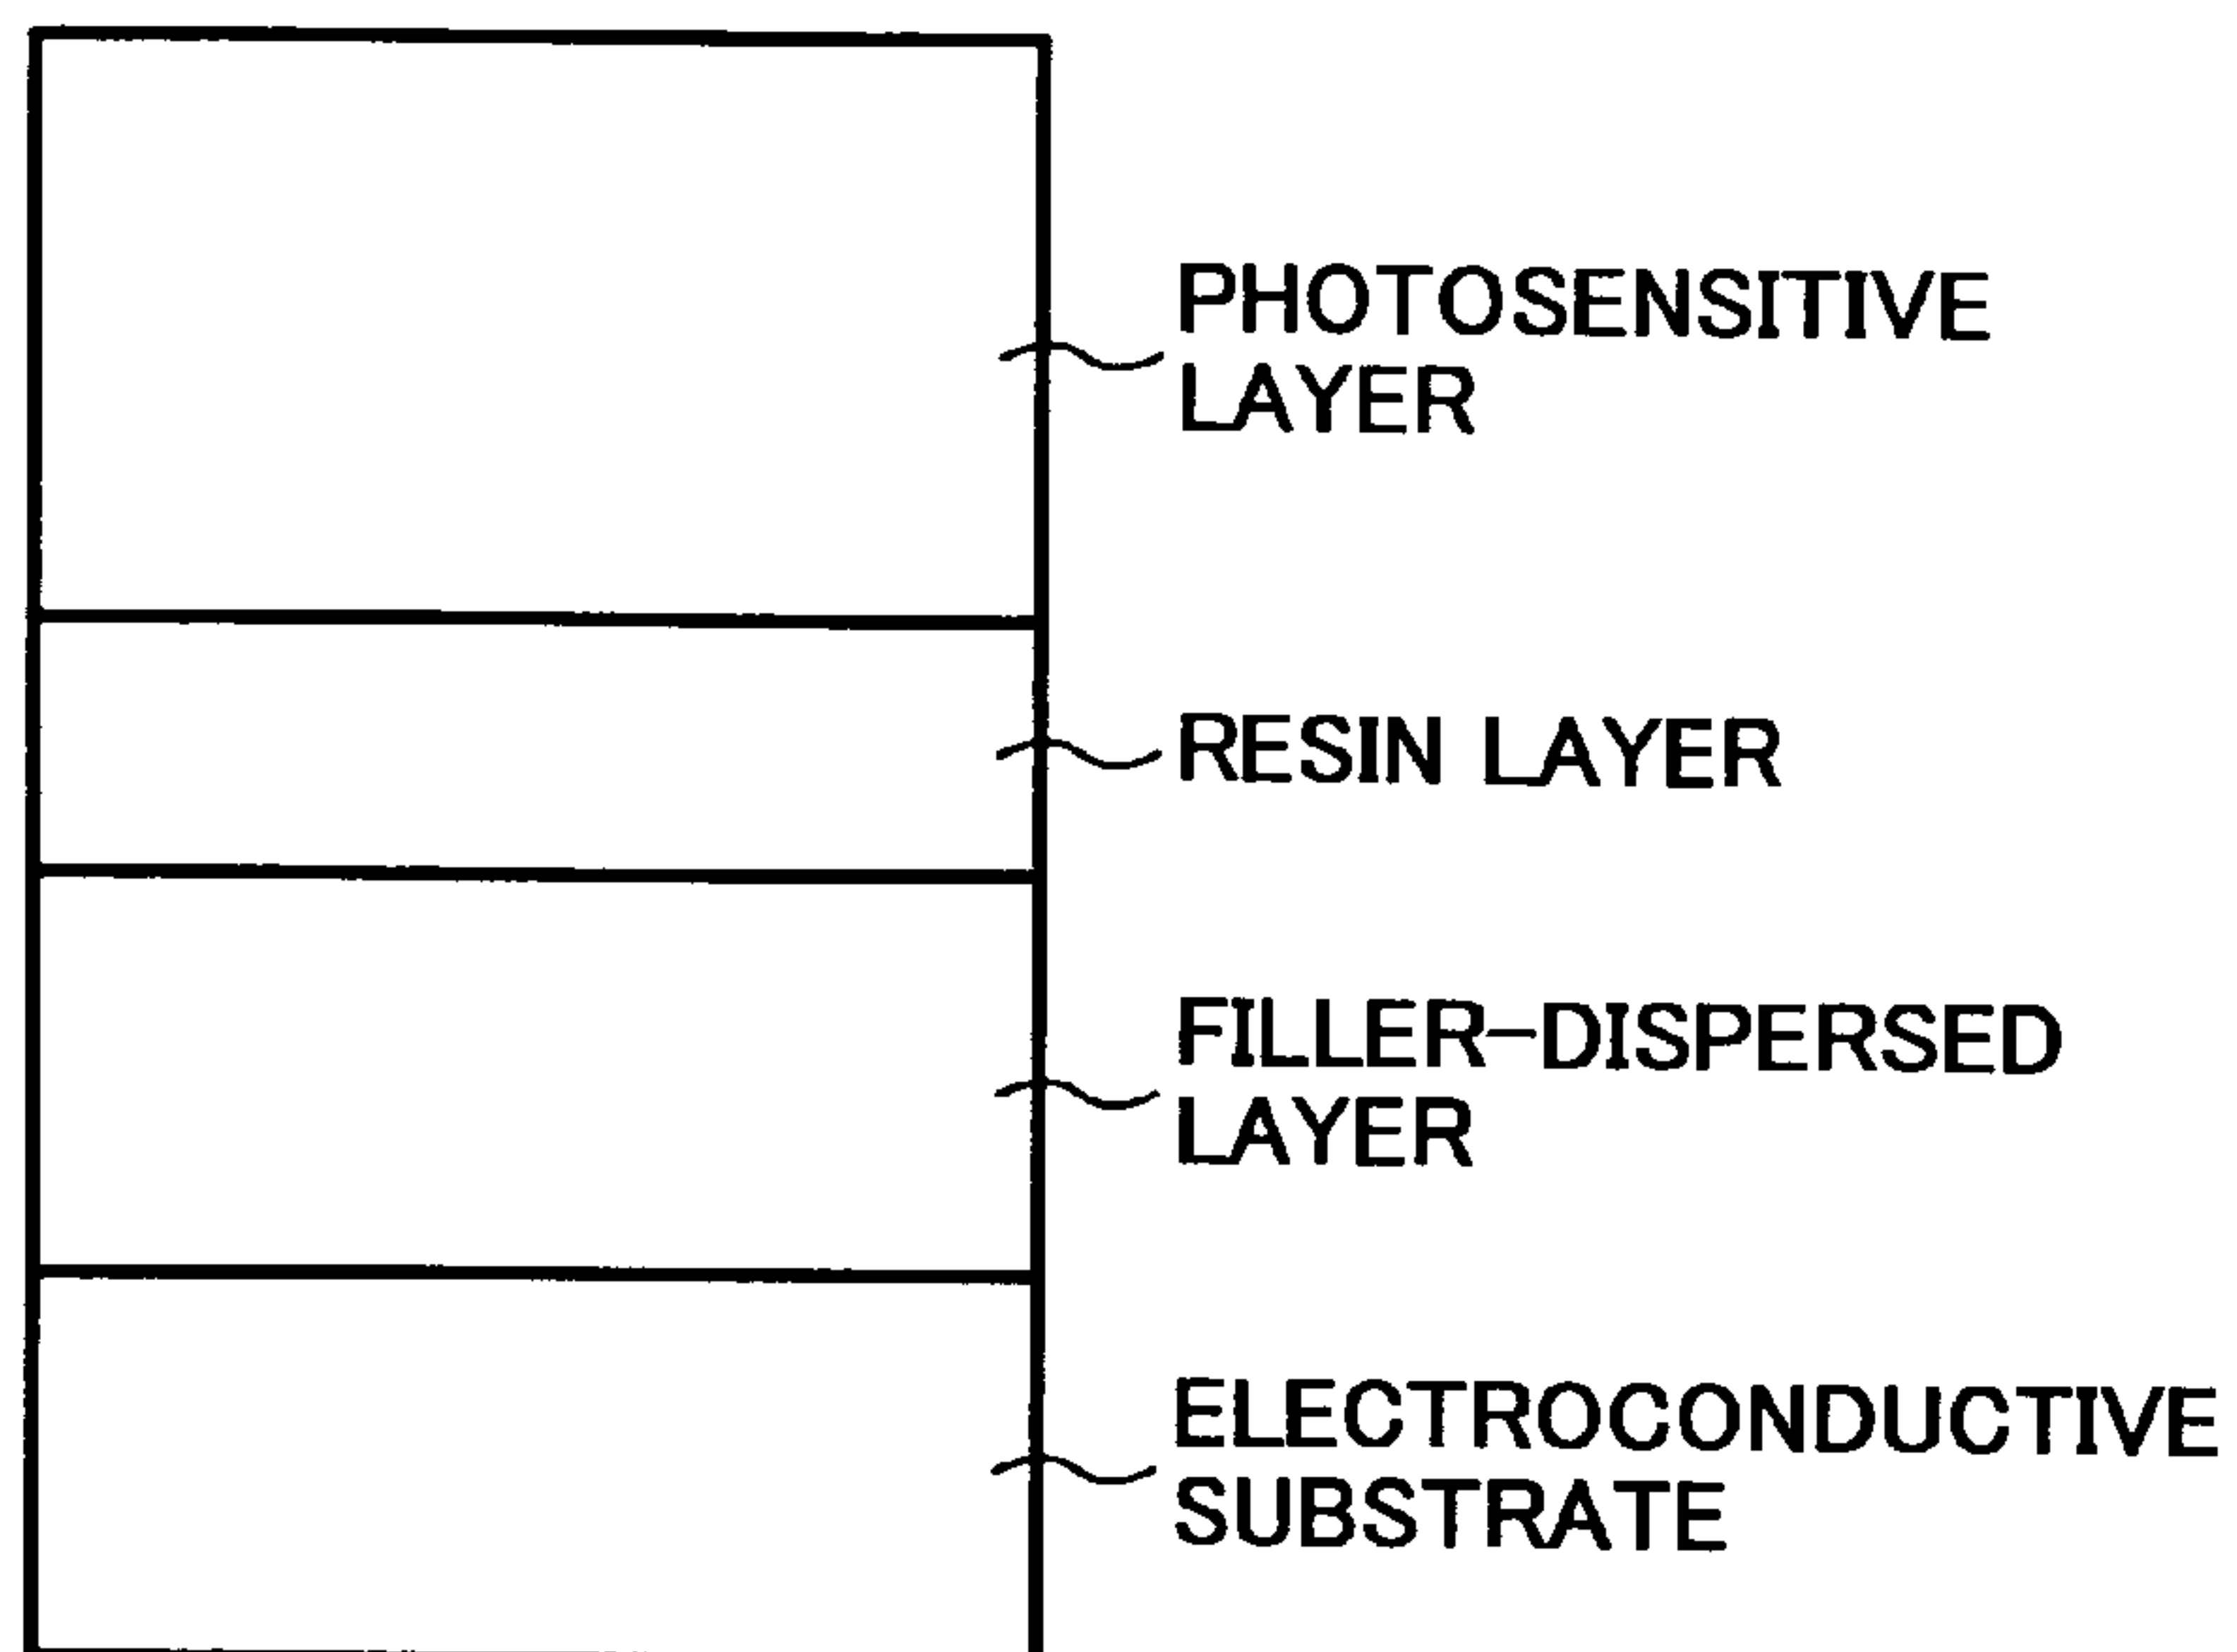 PHOTOSENSITIVE
LAYER
RESIN LAYER
FILLER-DISPERSED
LAYER
ELECTROCONDUCTIVE
SUBSTRATE